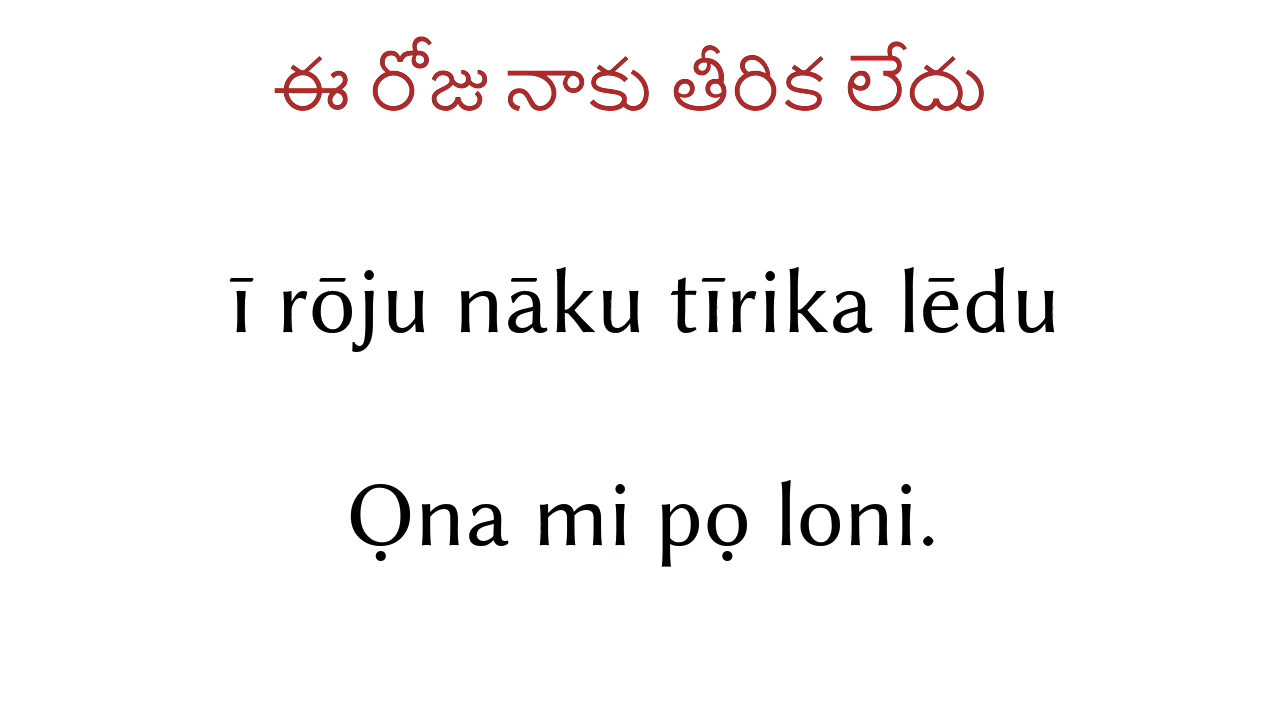 ఈ రోజు నాకు తీరిక లేదు
ī rōju nāku tīrika lēdu
Ọna mi pọ loni.